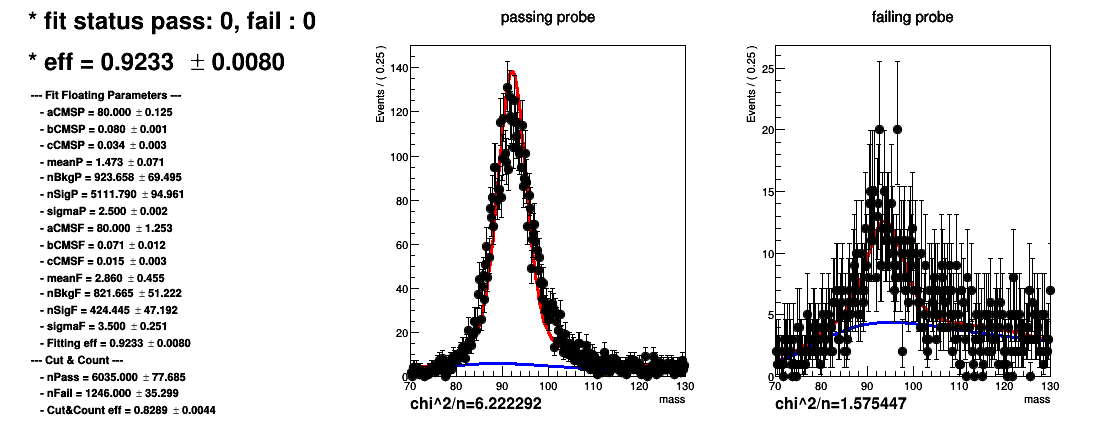 * fit status pass: 0, fail : 0
* eff = 0.9233 ± 0.0080
--- Fit Floating Parameters ---
- aCMSP = 80.000 ± 0.125
- bCMSP = 0.080 ± 0.001
- cCMSP = 0.034 ± 0.003
- meanP = 1.473 ± 0.071
- nBkgP = 923.658 ± 69.495
- nSigP = 5111.790 ± 94.961
- sigmaP = 2.500 ± 0.002
- aCMSF = 80.000 ± 1.253
- bCMSF = 0.071 ± 0.012
- cCMSF = 0.015 ± 0.003
- meanF = 2.860 ± 0.455
- nBkgF = 821.665 ± 51.222
- nSigF = 424.445 ± 47.192
- sigmaF = 3.500 ± 0.251
- Fitting eff = 0.9233 ± 0.0080
--- Cut & Count ---
- nPass = 6035.000 ± 77.685
- nFail = 1246.000 ± 35.299
- Cut&Count eff = 0.8289 ± 0.0044
passing probe
Events / ( 0.25 )
140
120
100
80
60
40
20
0
70 80 90 100 110 120 130
mass
chi^2/n=6.222292
failing probe
Events / ( 0.25 )
25
20
15
10
5
0
70 80 90 100 110 120 130
mass
chi^2/n=1.575447